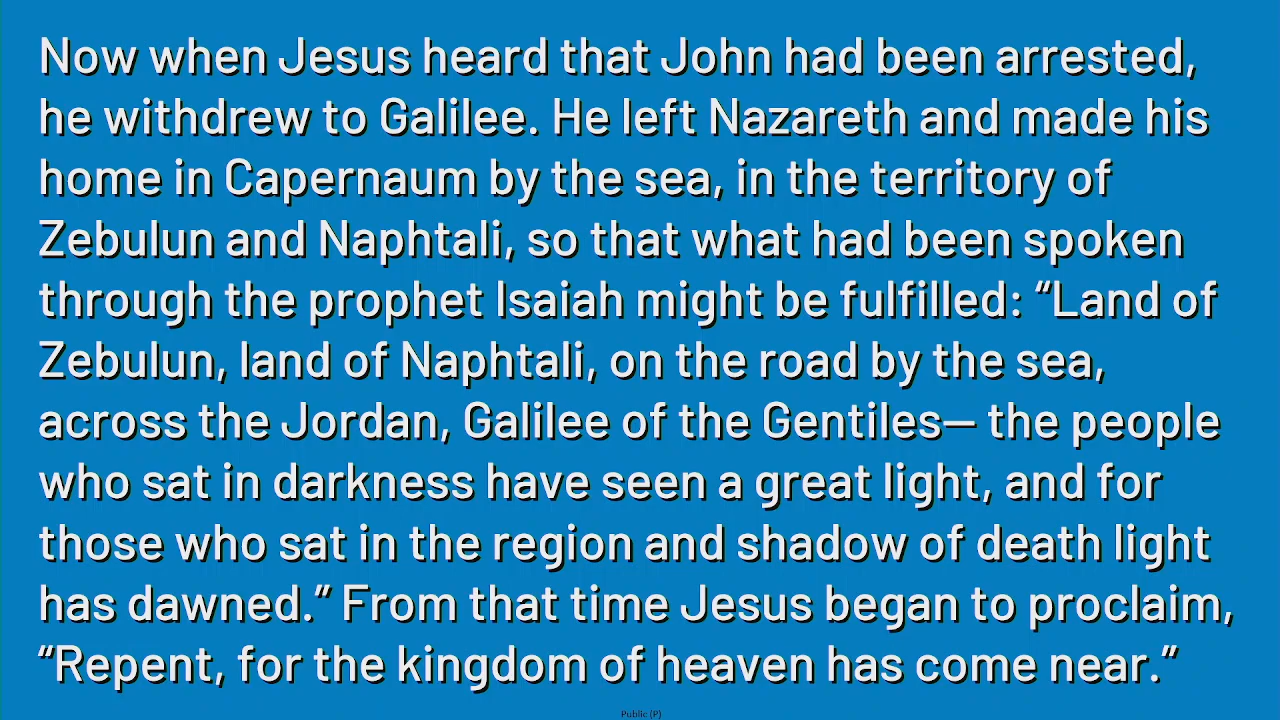 Now when Jesus heard that John had been arrested,
he withdrew to Galilee. He left Nazareth and made his
home in Capernaum by the sea, in the territory of
Zebulun and Naphtali, so that what had been spoken
through the prophet Isaiah might be fulfilled: “Land of
Zebulun, land of Naphtali, on the road by the sea,
across the Jordan, Galilee of the Gentiles— the people
who sat in darkness have seen a great light, and for
those who sat in the region and shadow of death light
has dawned.” From that time Jesus began to proclaim,
“Repent, for the kingdom of heaven has come near.”
Public (P)